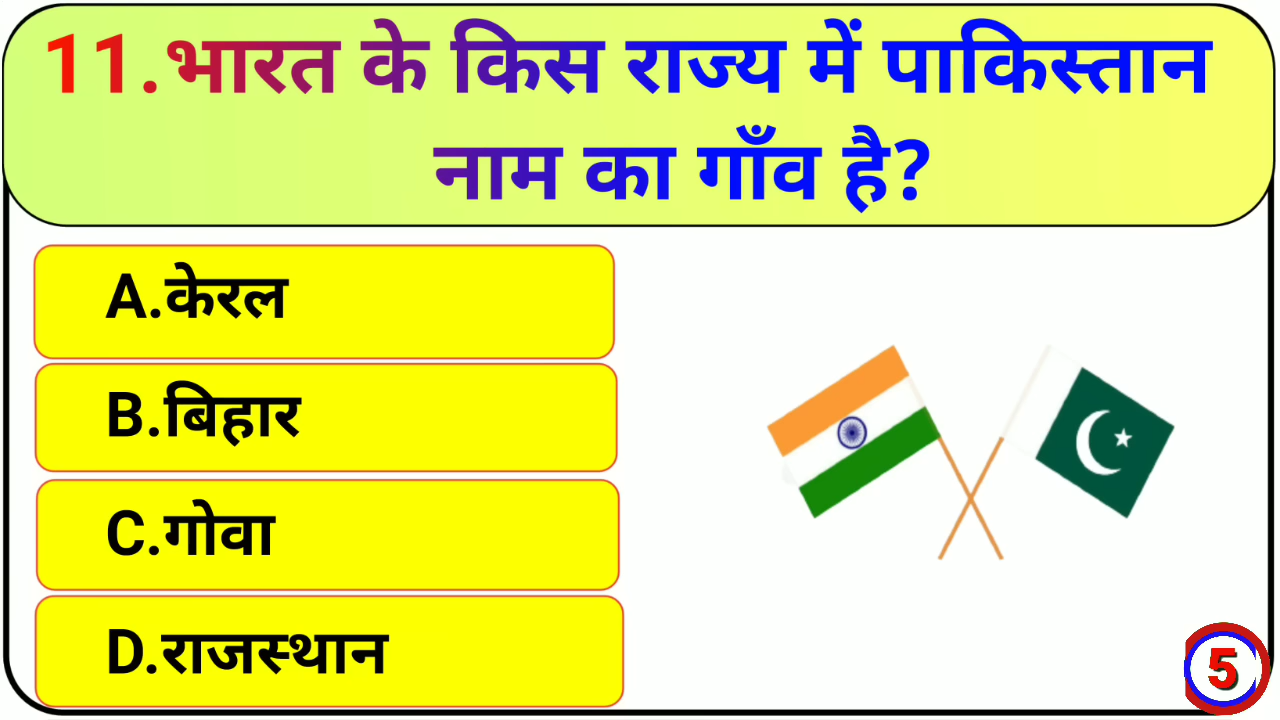 11.भारत के किस राज्य में पाकिस्तान
नाम का गाँव है?
A.केरल
B.बिहार
C.गोवा
D.राजस्थान
5